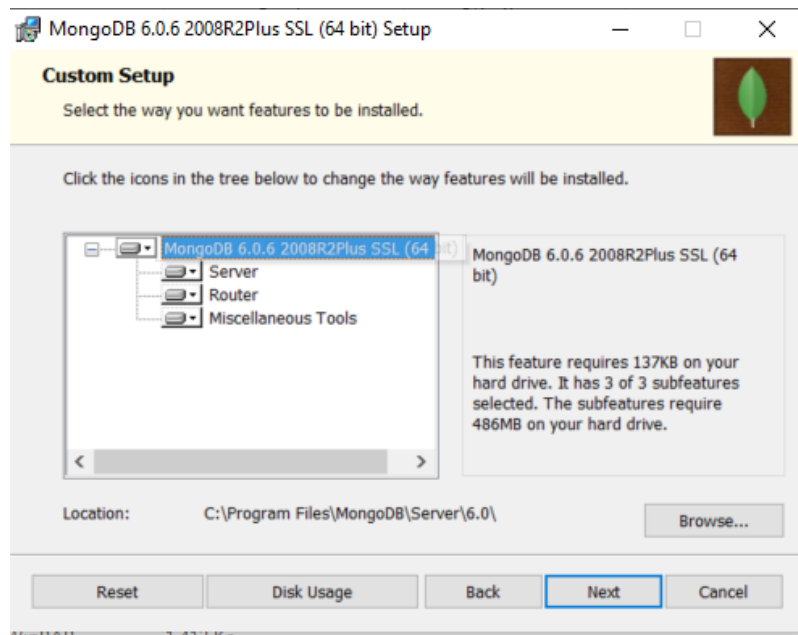 MongoDB 6.0.6 2008R2Plus SSL (64 bit) Setup
Custom Setup
Select the way you want features to be installed.
Click the icons in the tree below to change the way features will be installed.
MongoDB 6.0.6 2008R2Plus SSL (64 bit)
Server
Router
Miscellaneous Tools
MongoDB 6.0.6 2008R2Plus SSL (64
bit)
This feature requires 137KB on your
hard drive. It has 3 of 3 subfeatures
selected. The subfeatures require
486MB on your hard drive.
Location: C:\Program Files\MongoDB\Server\6.0\
Browse...
Reset Disk Usage Back Next Cancel